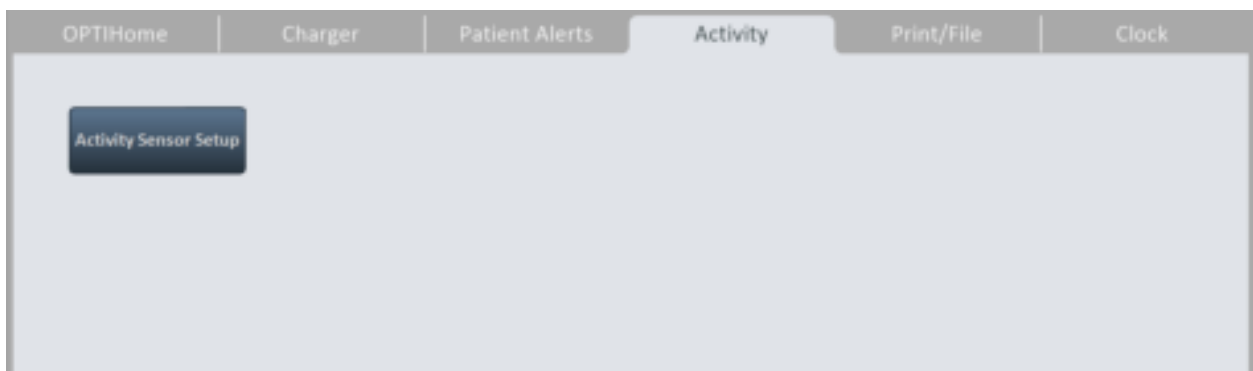 OPTIHome Charger Patient Alerts Activity Print/File Clock
Activity Sensor Setup